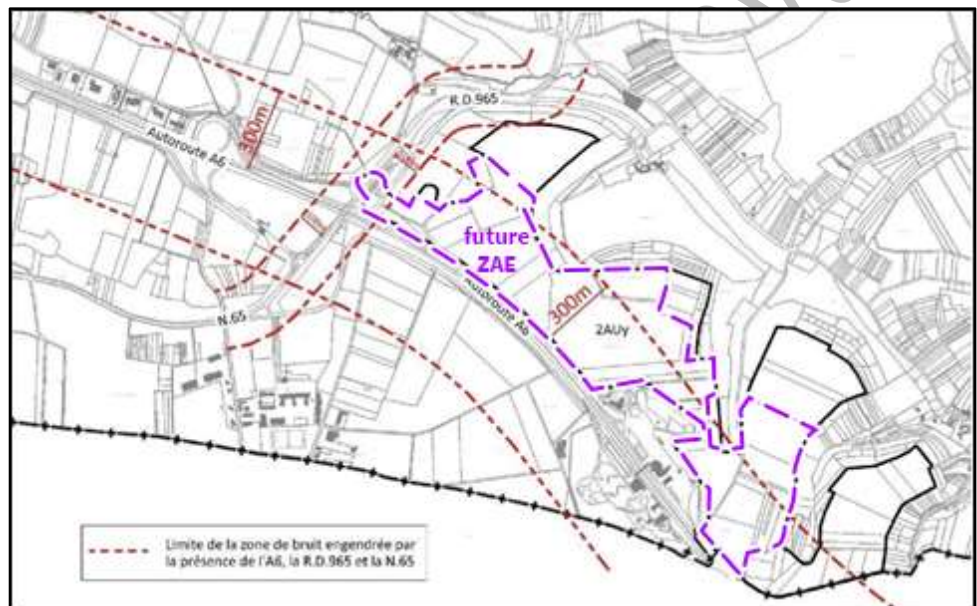 R.D.965
Autoroute A6
300m
future
ZAE
300m
2AUy
Autoroute A6
N.65
Limite de la zone de bruit engendrée par
la présence de l'A6, la R.D.965 et la N.65